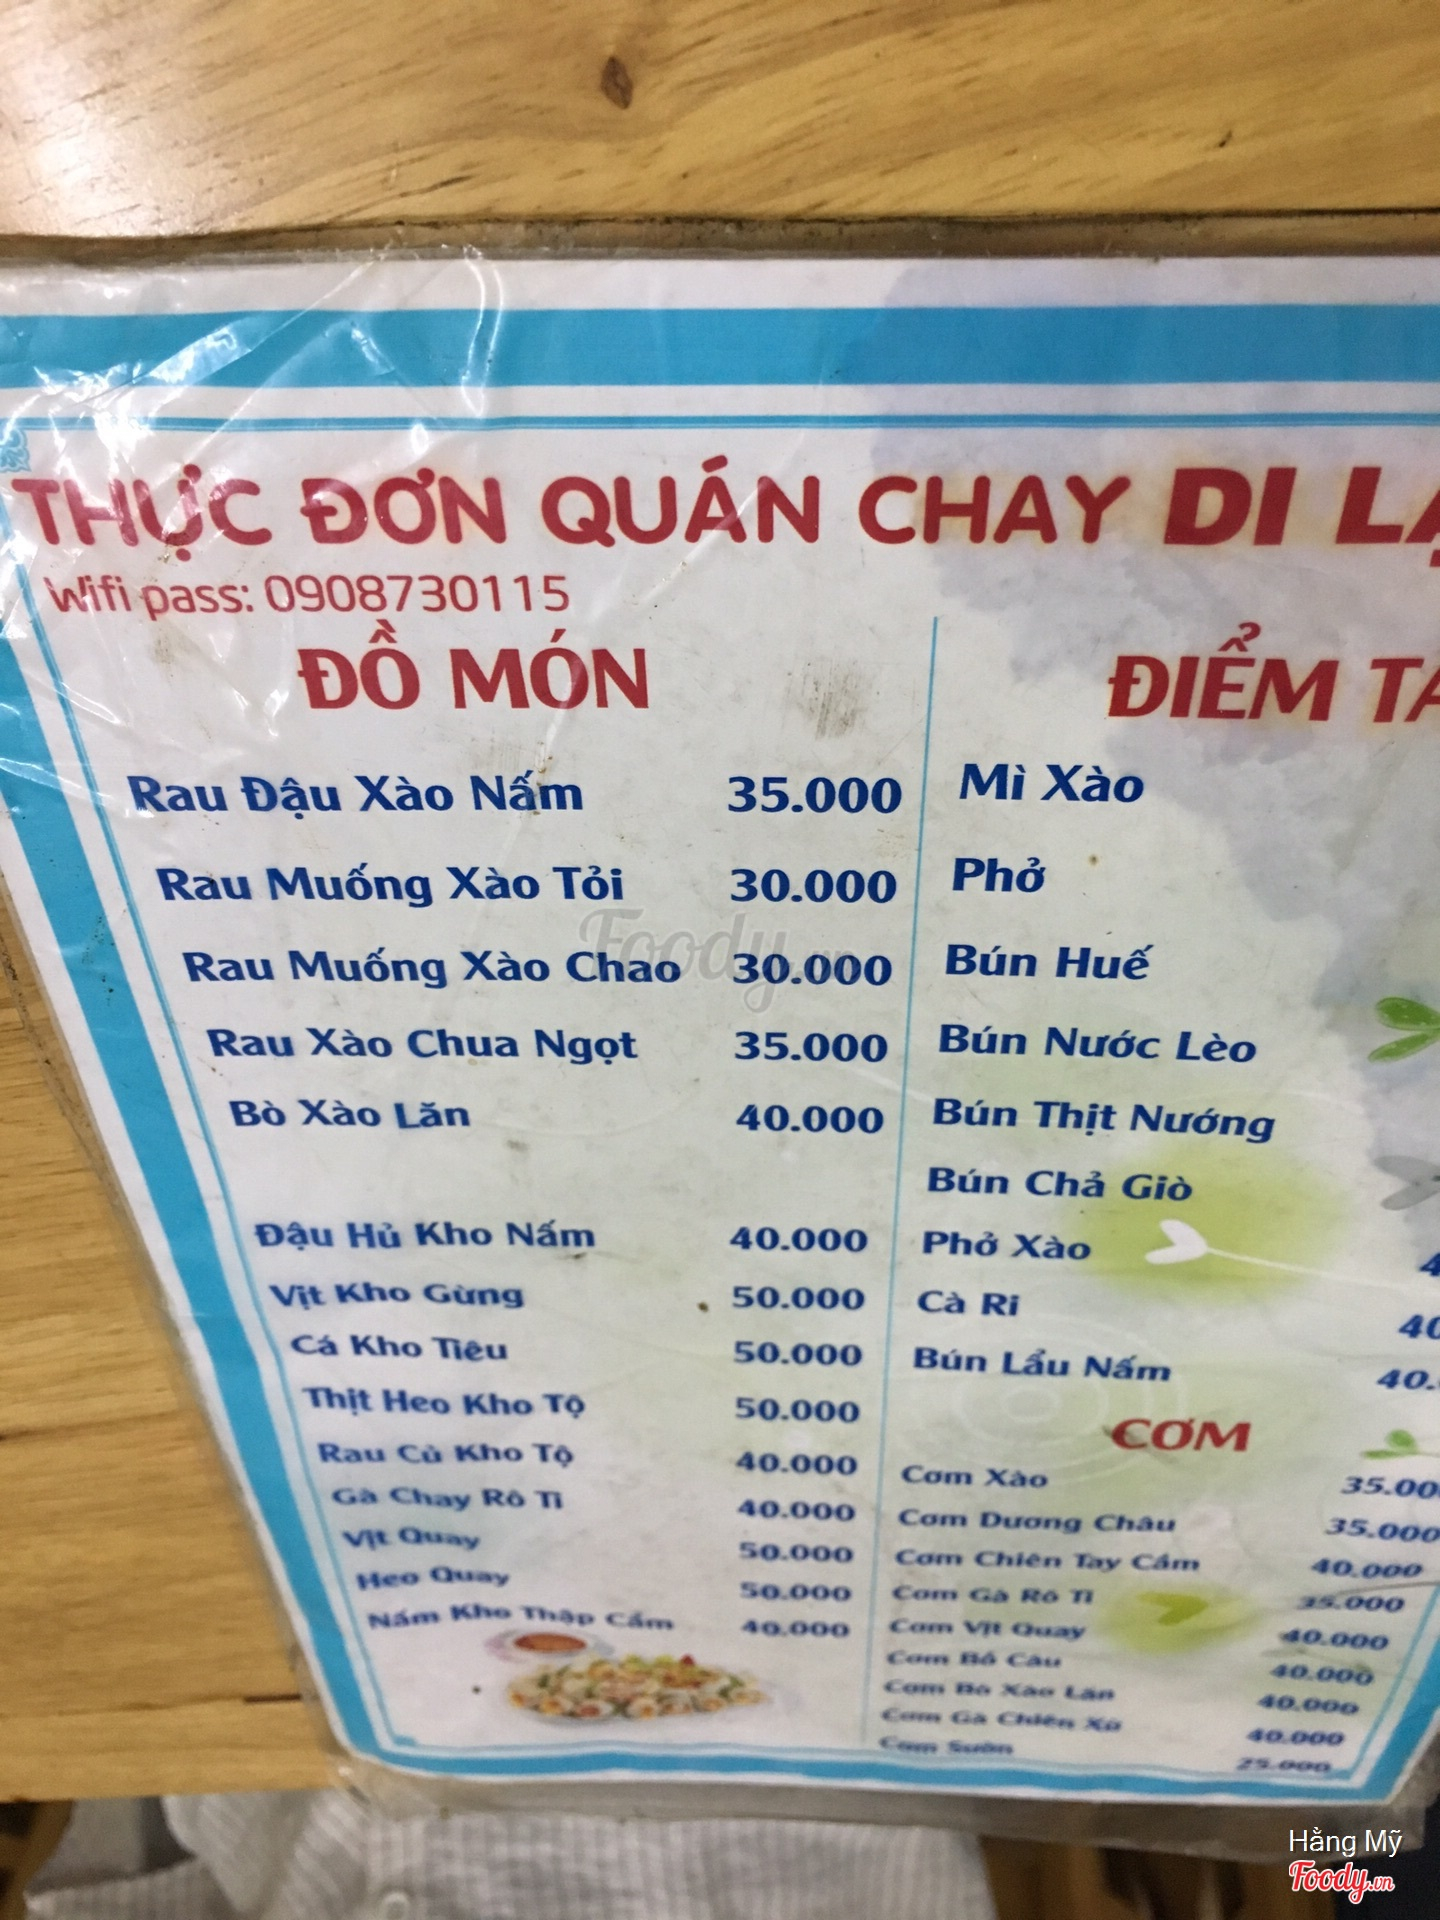 THỰC ĐƠN QUÁN CHAY DI LẠ
Wifi pass: 0908730115
ĐỒ MÓN
Rau Đậu Xào Nấm 35.000
Rau Muống Xào Tỏi 30.000
Rau Muống Xào Chao 30.000
Rau Xào Chua Ngọt 35.000
Bò Xào Lăn 40.000
Đậu Hủ Kho Nấm 40.000
Vịt Kho Gừng 50.000
Cá Kho Tiêu 50.000
Thịt Heo Kho Tộ 50.000
Rau Củ Kho Tộ 40.000
Gà Chay Rô Ti 40.000
Vịt Quay 50.000
Heo Quay 50.000
Nấm Kho Thập Cẩm 40.000
ĐIỂM TÂ
Mì Xào
Phở
Bún Huế
Bún Nước Lèo
Bún Thịt Nướng
Bún Chả Giò
Phở Xào 4
Cà Ri 40
Bún Lẩu Nấm 40.
CƠM
Cơm Xào 35.00
Cơm Dương Châu 35.000
Cơm Chiên Tay Cầm 40.000
Cơm Gà Rô Ti 35.000
Cơm Vịt Quay 40.000
Cơm Bồ Câu 40.000
Cơm Bò Xào Lăn 40.000
Cơm Gà Chiên Xù 40.000
Cơm Sườn 25.000
Foody.vn
Hằng Mỹ
Foody.vn